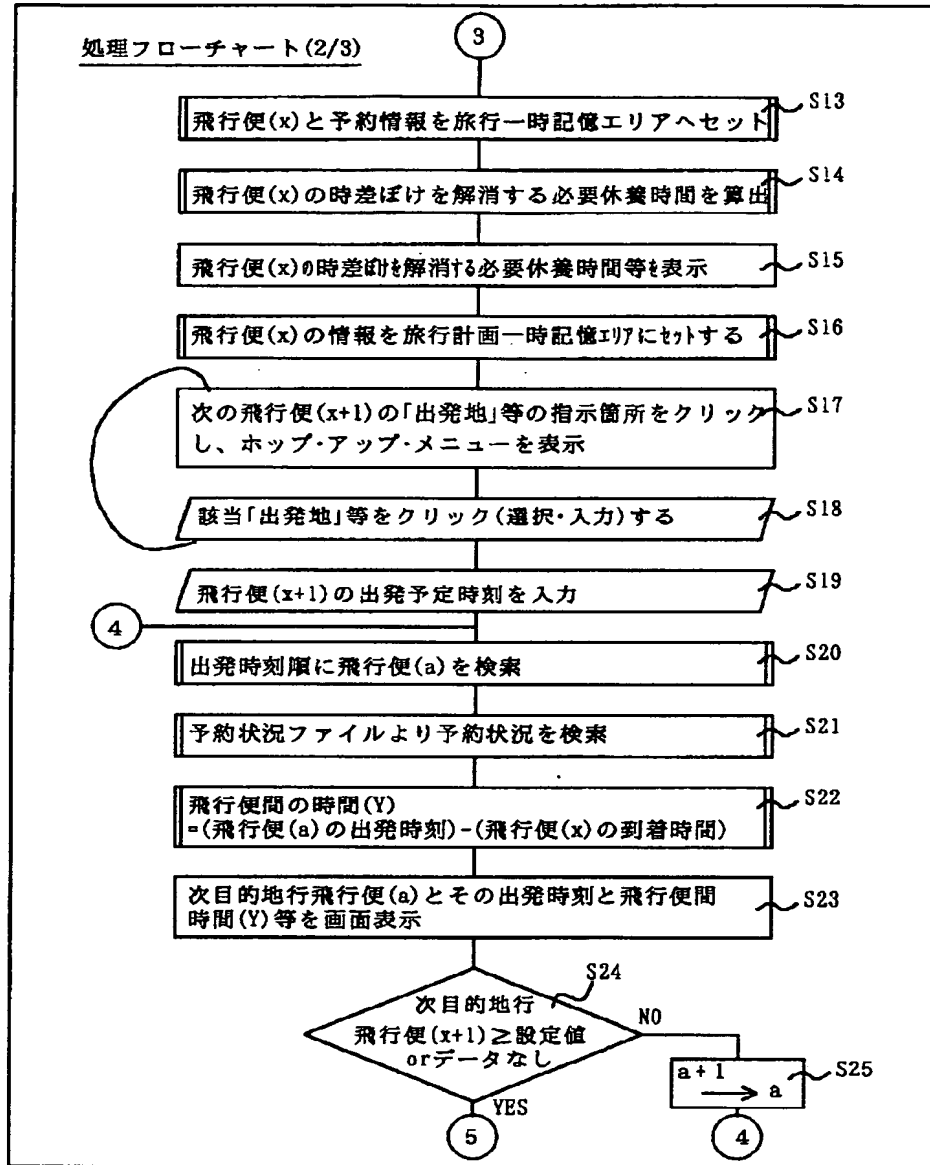 処理フローチャート(2/3)
3
飛行便(x)と予約情報を旅行一時記憶エリアへセット
S13
飛行便(x)の時差ぼけを解消する必要休養時間を算出
S14
飛行便(x)の時差ぼけを解消する必要休養時間等を表示
S15
飛行便(x)の情報を旅行計画一時記憶エリアにセットする
S16
次の飛行便(x+1)の「出発地」等の指示箇所をクリック
し、ホップ・アップ・メニューを表示
S17
該当「出発地」等をクリック(選択・入力)する
S18
飛行便(x+1)の出発予定時刻を入力
S19
4
出発時刻順に飛行便(a)を検索
S20
予約状況ファイルより予約状況を検索
S21
飛行便間の時間(Y)
=(飛行便(a)の出発時刻)-(飛行便(x)の到着時間)
S22
次目的地行飛行便(a)とその出発時刻と飛行便間
時間(Y)等を画面表示
S23
S24
次目的地行
飛行便(x+1)≧設定値
orデータなし
NO
YES
a+1
→ a
S25
5
4